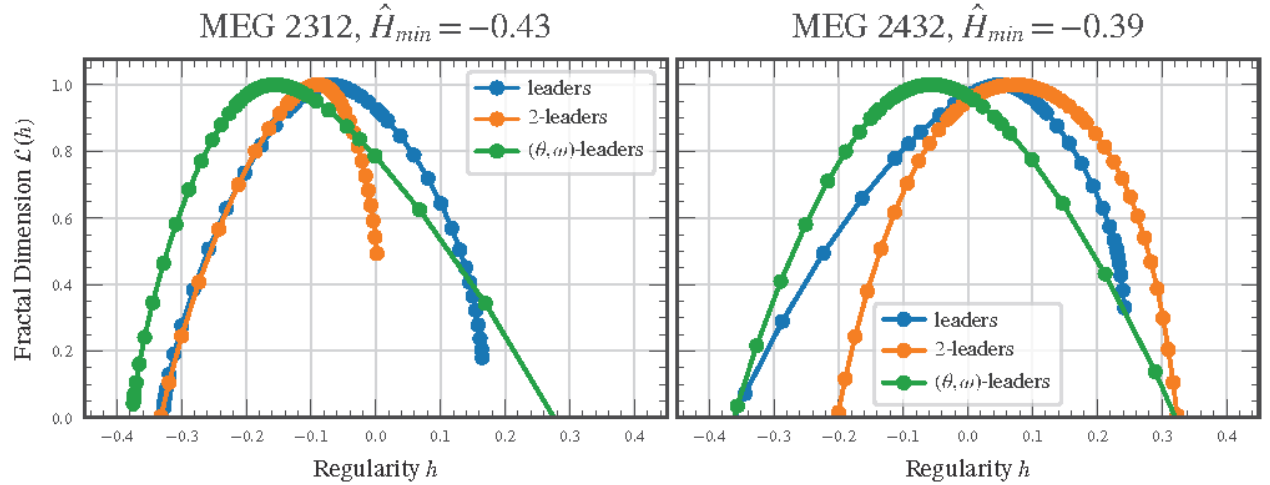 MEG 2312, Ĥ_min = −0.43
MEG 2432, Ĥ_min = −0.39
Fractal Dimension 𝓛(h)
1.0
0.8
0.6
0.4
0.2
0.0
leaders
2-leaders
(θ, ω)-leaders
−0.4 −0.3 −0.2 −0.1 0.0 0.1 0.2 0.3 0.4
Regularity h
leaders
2-leaders
(θ, ω)-leaders
−0.4 −0.3 −0.2 −0.1 0.0 0.1 0.2 0.3 0.4
Regularity h